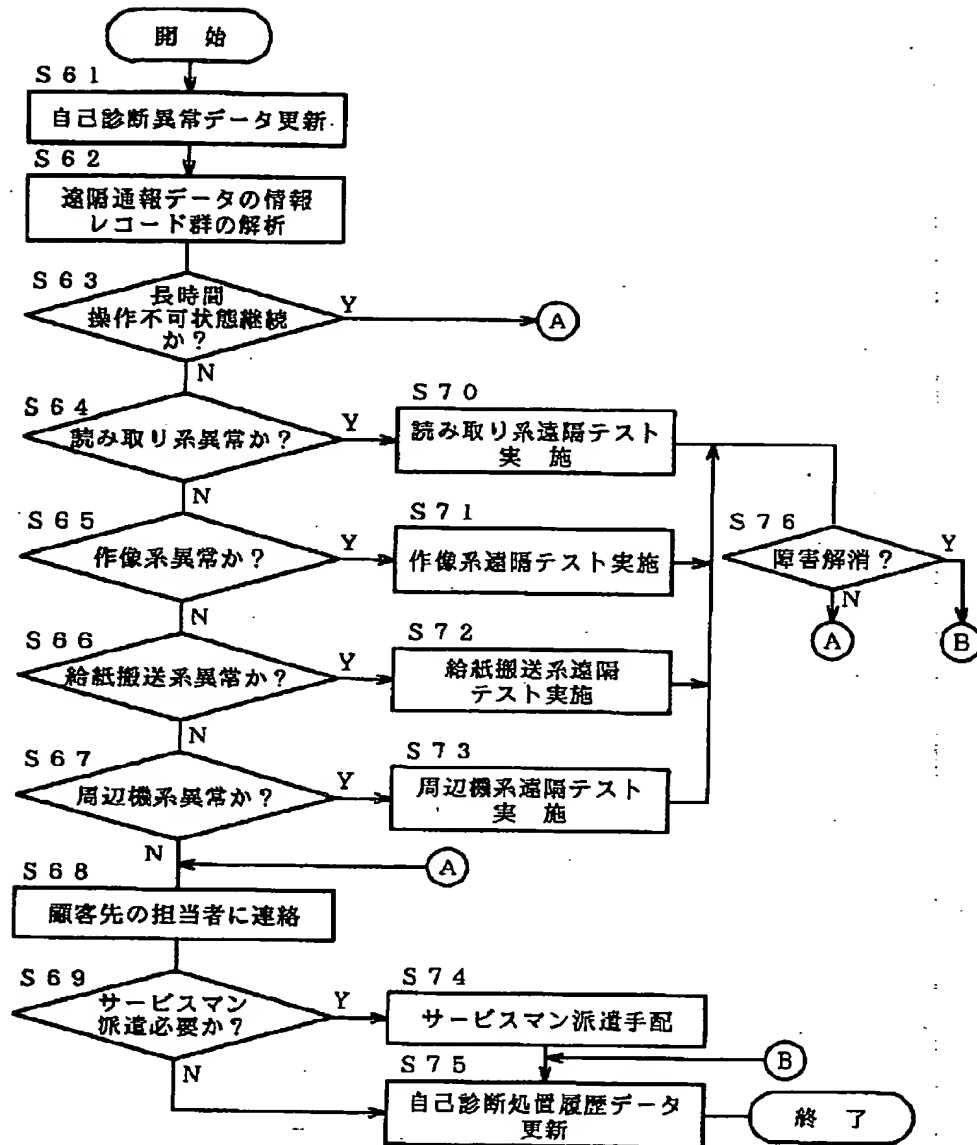 開始
S61
自己診断異常データ更新
S62
遠隔通報データの情報
レコード群の解析
S63
長時間
操作不可状態継続
か？
Y
A
N
S64
読み取り系異常か？
Y
S70
読み取り系遠隔テスト
実施
N
S65
作像系異常か？
Y
S71
作像系遠隔テスト実施
S76
障害解消？
Y
N
A
B
N
S66
給紙搬送系異常か？
Y
S72
給紙搬送系遠隔
テスト実施
N
S67
周辺機系異常か？
Y
S73
周辺機系遠隔テスト
実施
N
A
S68
顧客先の担当者に連絡
S69
サービスマン
派遣必要か？
Y
S74
サービスマン派遣手配
N
B
S75
自己診断処置履歴データ
更新
終了